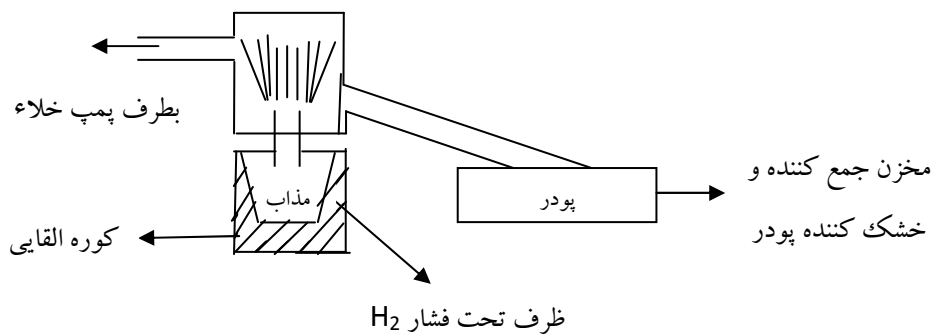 بطرف پمپ خلاء
مخزن جمع کننده و
خشک کننده پودر
پودر
مذاب
کوره القایی
ظرف تحت فشار H₂